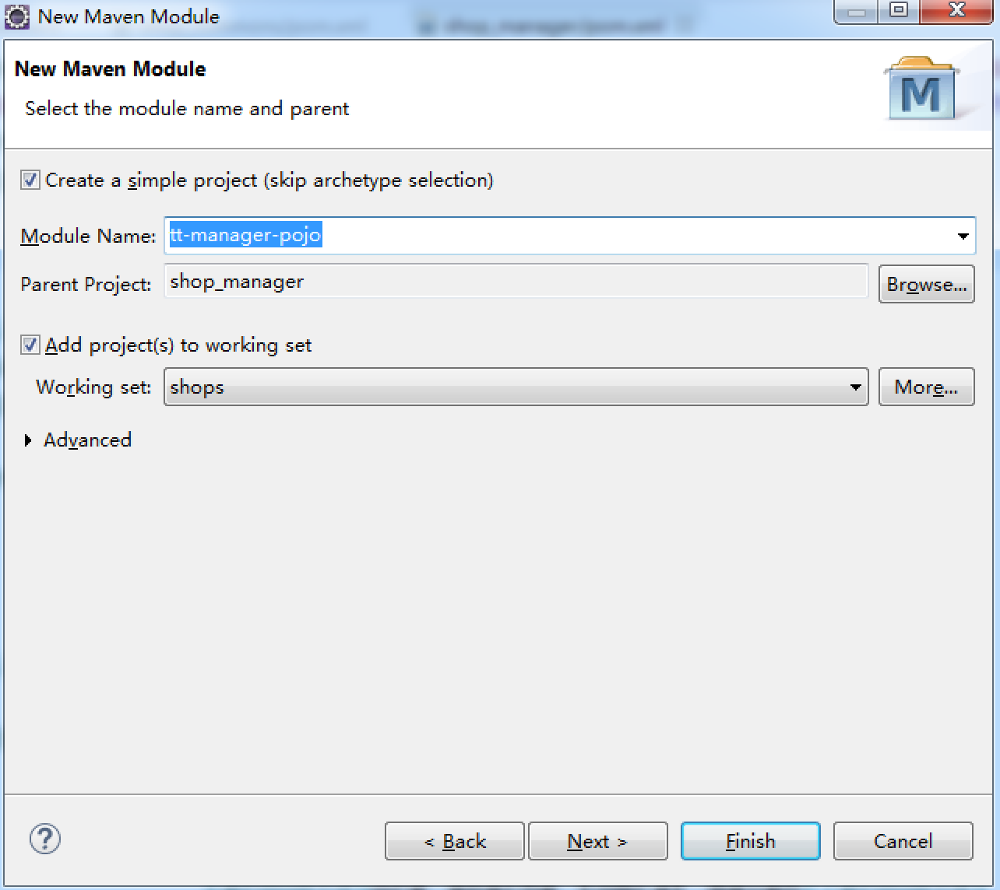 New Maven Module
New Maven Module
Select the module name and parent
M
Create a simple project (skip archetype selection)
Module Name: tt-manager-pojo
Parent Project: shop_manager Browse...
Add project(s) to working set
Working set: shops More...
Advanced
? < Back Next > Finish Cancel